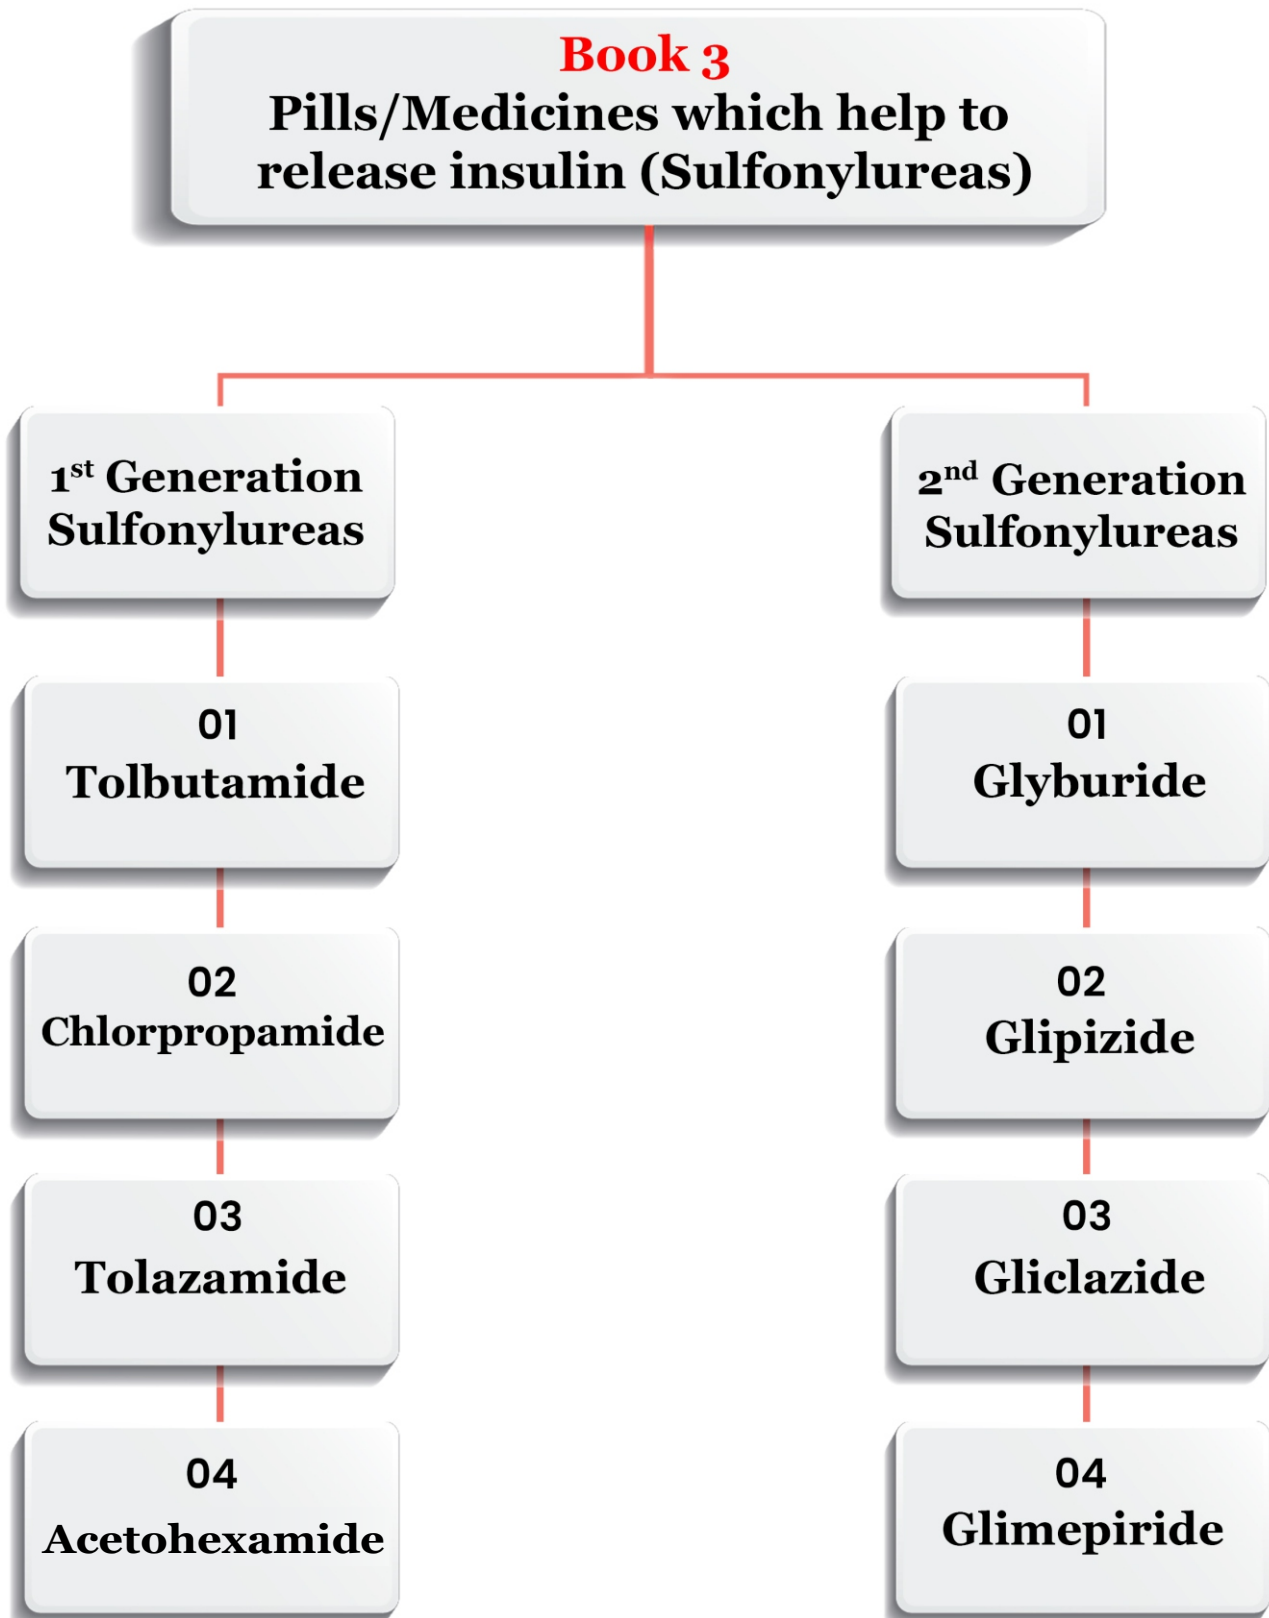 Book 3
Pills/Medicines which help to
release insulin (Sulfonylureas)
1st Generation
Sulfonylureas
01
Tolbutamide
02
Chlorpropamide
03
Tolazamide
04
Acetohexamide
2nd Generation
Sulfonylureas
01
Glyburide
02
Glipizide
03
Gliclazide
04
Glimepiride